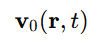 v₀(r, t)